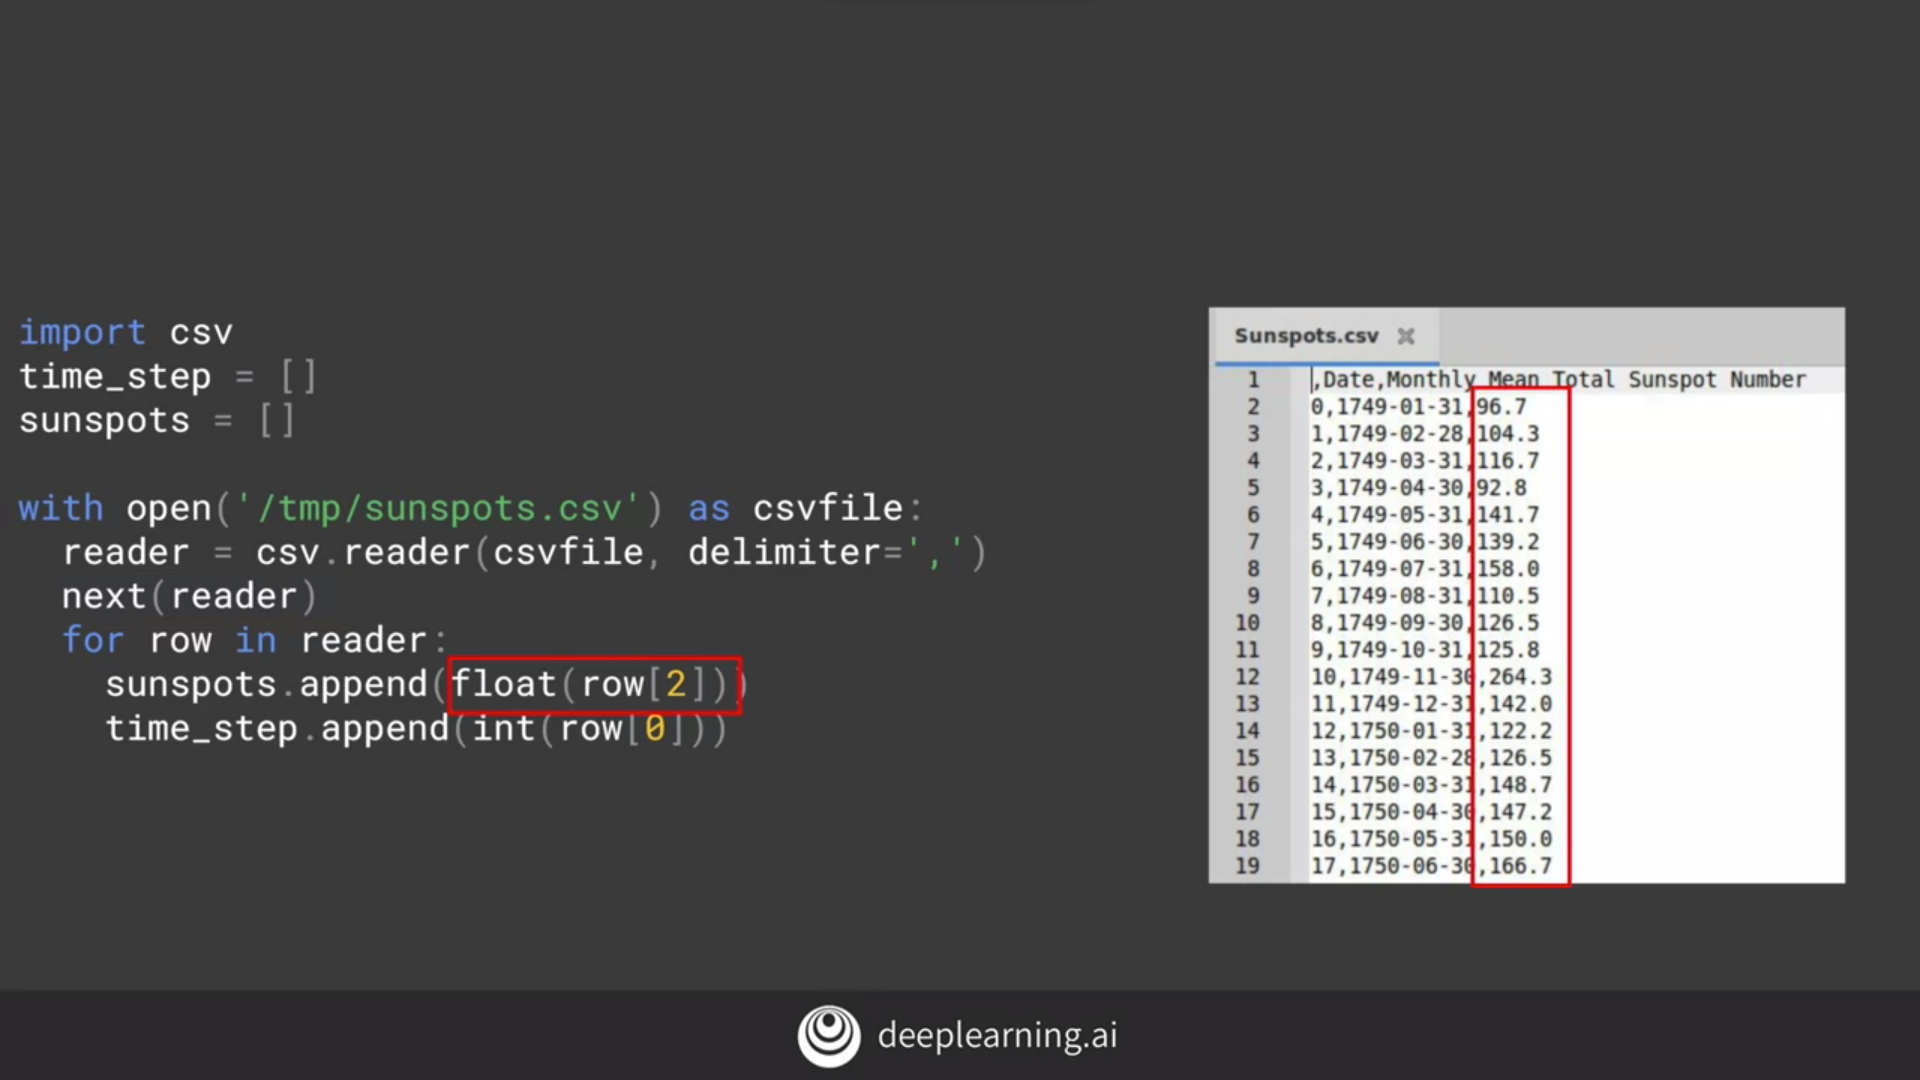 import csv
time_step = []
sunspots = []
with open('/tmp/sunspots.csv') as csvfile:
reader = csv.reader(csvfile, delimiter=',')
next(reader)
for row in reader:
sunspots.append(float(row[2]))
time_step.append(int(row[0]))
Sunspots.csv
1 ,Date,Monthly Mean Total Sunspot Number
2 0,1749-01-31,96.7
3 1,1749-02-28,104.3
4 2,1749-03-31,116.7
5 3,1749-04-30,92.8
6 4,1749-05-31,141.7
7 5,1749-06-30,139.2
8 6,1749-07-31,158.0
9 7,1749-08-31,110.5
10 8,1749-09-30,126.5
11 9,1749-10-31,125.8
12 10,1749-11-30,264.3
13 11,1749-12-31,142.0
14 12,1750-01-31,122.2
15 13,1750-02-28,126.5
16 14,1750-03-31,148.7
17 15,1750-04-30,147.2
18 16,1750-05-31,150.0
19 17,1750-06-30,166.7
deeplearning.ai